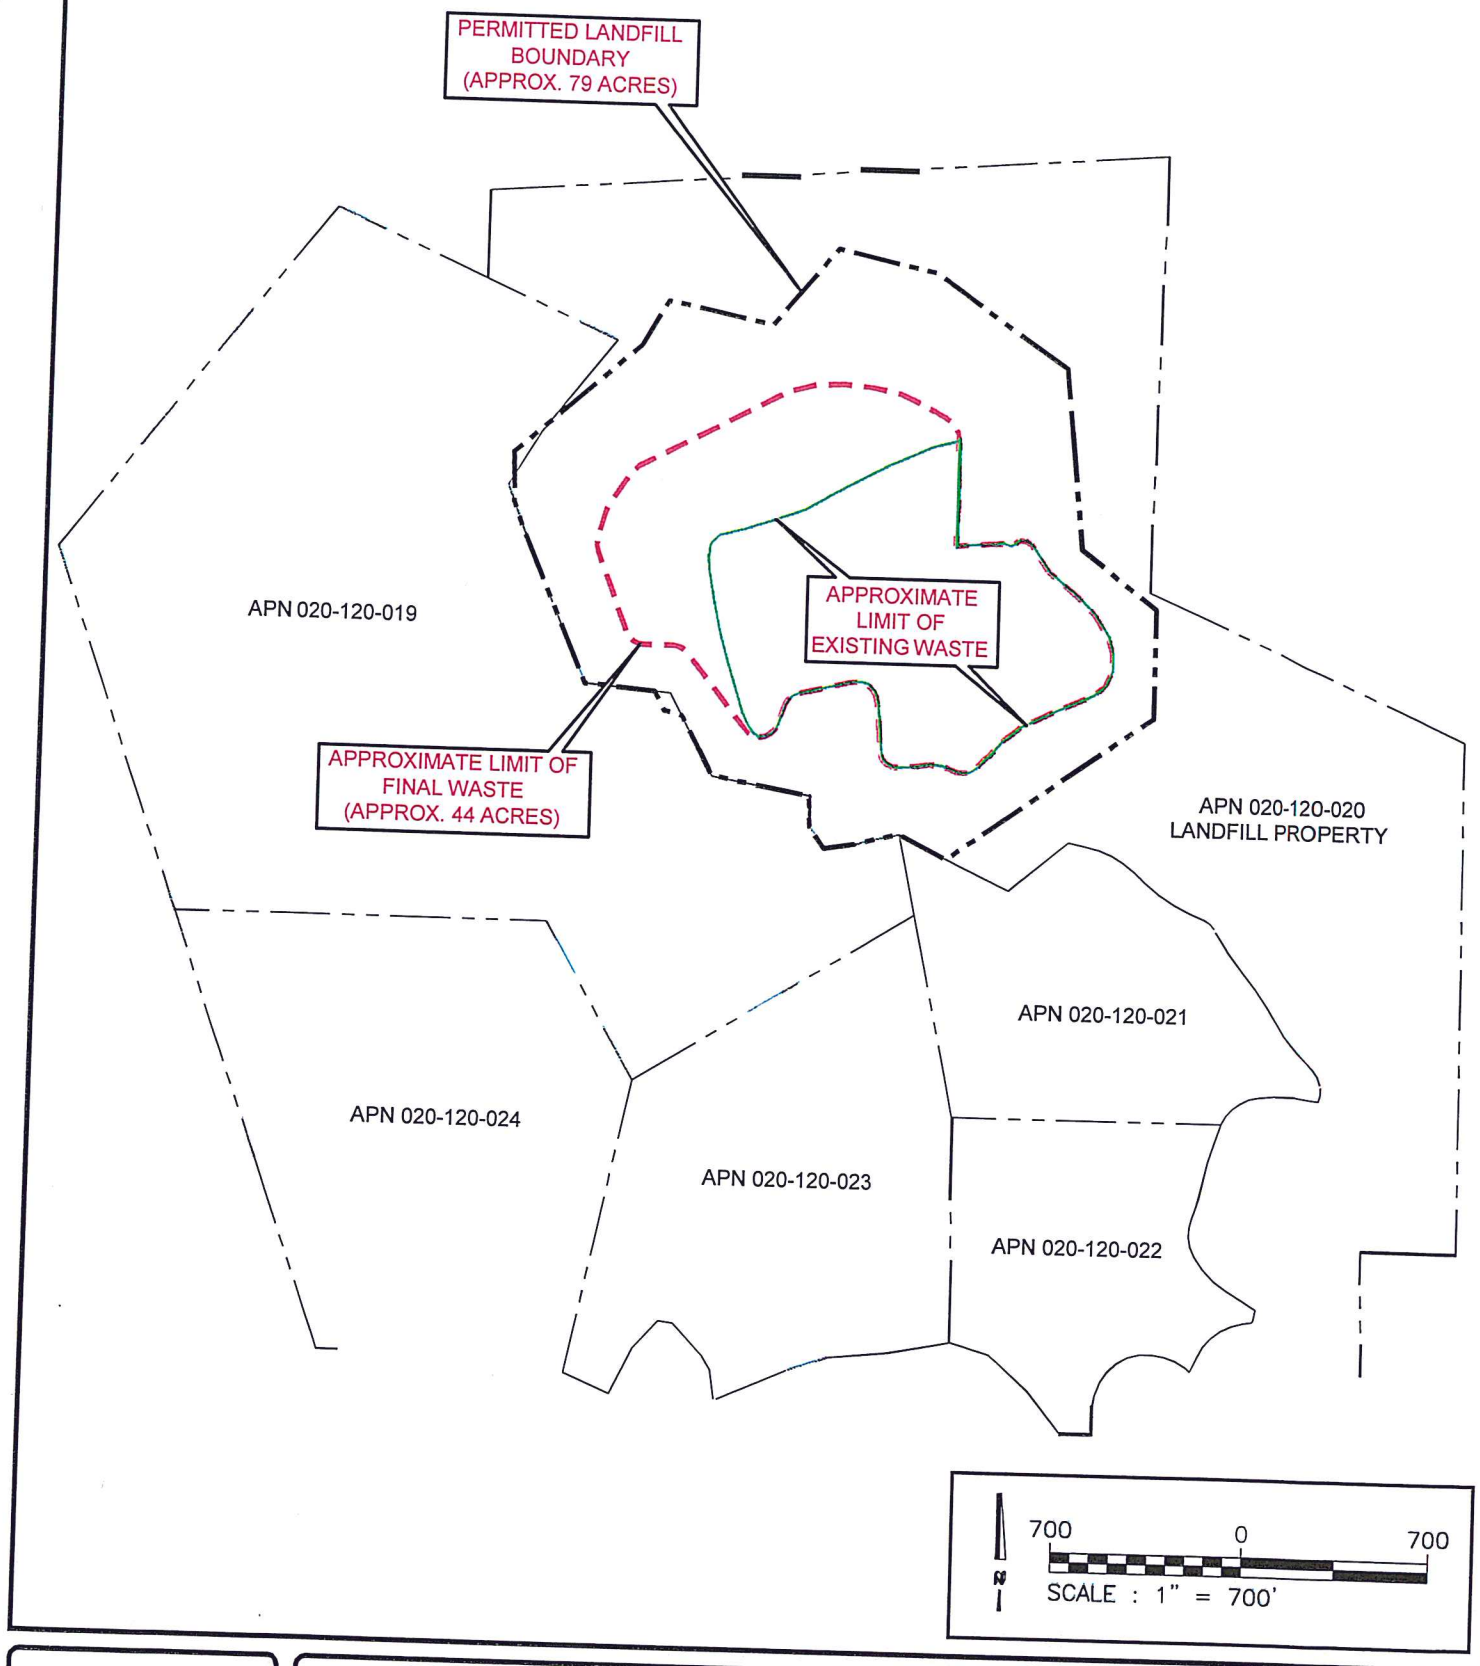 PERMITTED LANDFILL
BOUNDARY
(APPROX. 79 ACRES)
APN 020-120-019
APPROXIMATE
LIMIT OF
EXISTING WASTE
APPROXIMATE LIMIT OF
FINAL WASTE
(APPROX. 44 ACRES)
APN 020-120-020
LANDFILL PROPERTY
APN 020-120-021
APN 020-120-024
APN 020-120-023
APN 020-120-022
700 0 700
N
SCALE : 1" = 700'